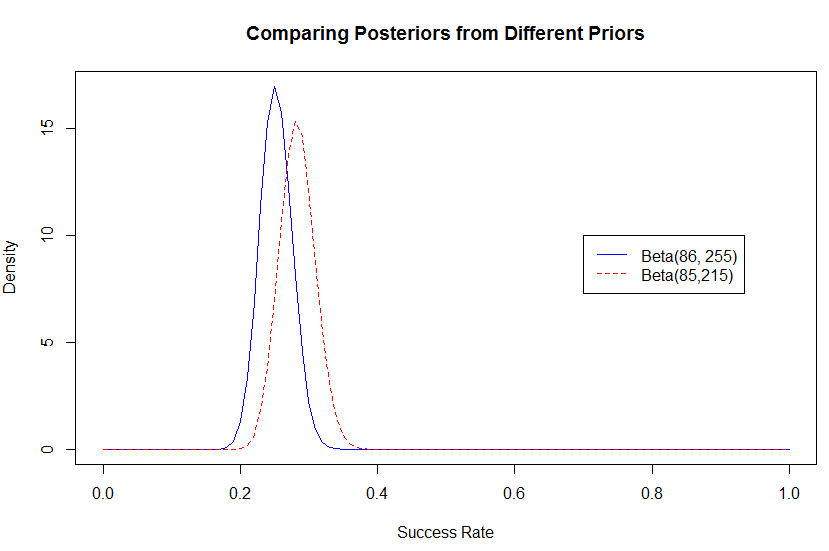 Comparing Posteriors from Different Priors
Density
15
10
5
0
Beta(86, 255)
Beta(85,215)
0.0 0.2 0.4 0.6 0.8 1.0
Success Rate